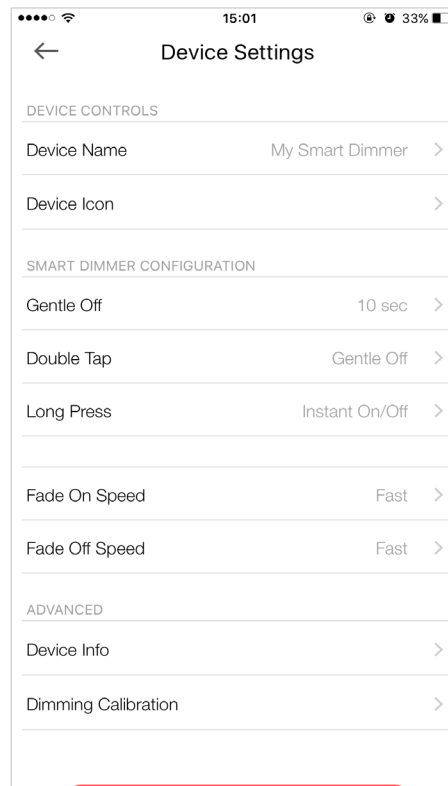 15:01 33%
Device Settings
DEVICE CONTROLS
Device Name My Smart Dimmer
Device Icon
SMART DIMMER CONFIGURATION
Gentle Off 10 sec
Double Tap Gentle Off
Long Press Instant On/Off
Fade On Speed Fast
Fade Off Speed Fast
ADVANCED
Device Info
Dimming Calibration